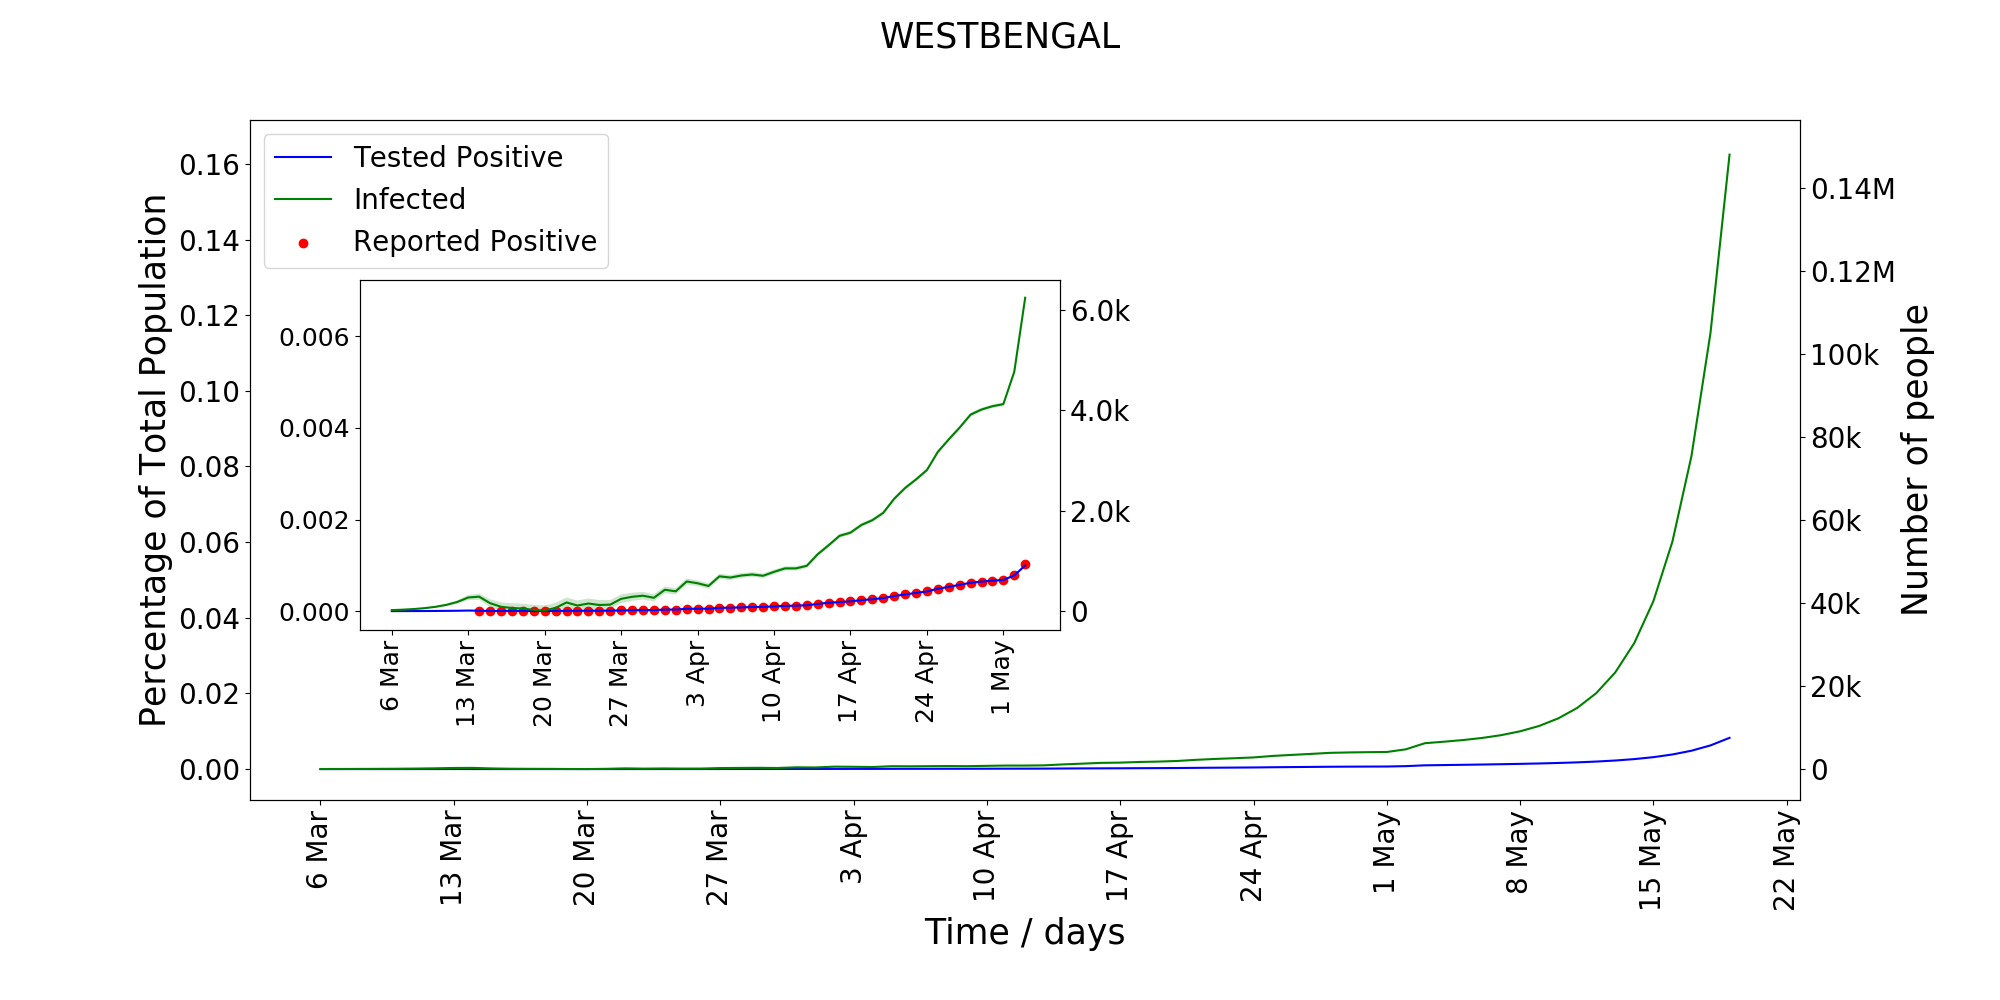 WESTBENGAL
Tested Positive
Infected
Reported Positive
Percentage of Total Population
0.16
0.14
0.12
0.10
0.08
0.06
0.04
0.02
0.00
0.006
0.004
0.002
0.000
6.0k
4.0k
2.0k
0
6 Mar
13 Mar
20 Mar
27 Mar
3 Apr
10 Apr
17 Apr
24 Apr
1 May
0.14M
0.12M
100k
80k
60k
40k
20k
0
Number of people
6 Mar
13 Mar
20 Mar
27 Mar
3 Apr
10 Apr
17 Apr
24 Apr
1 May
8 May
15 May
22 May
Time / days